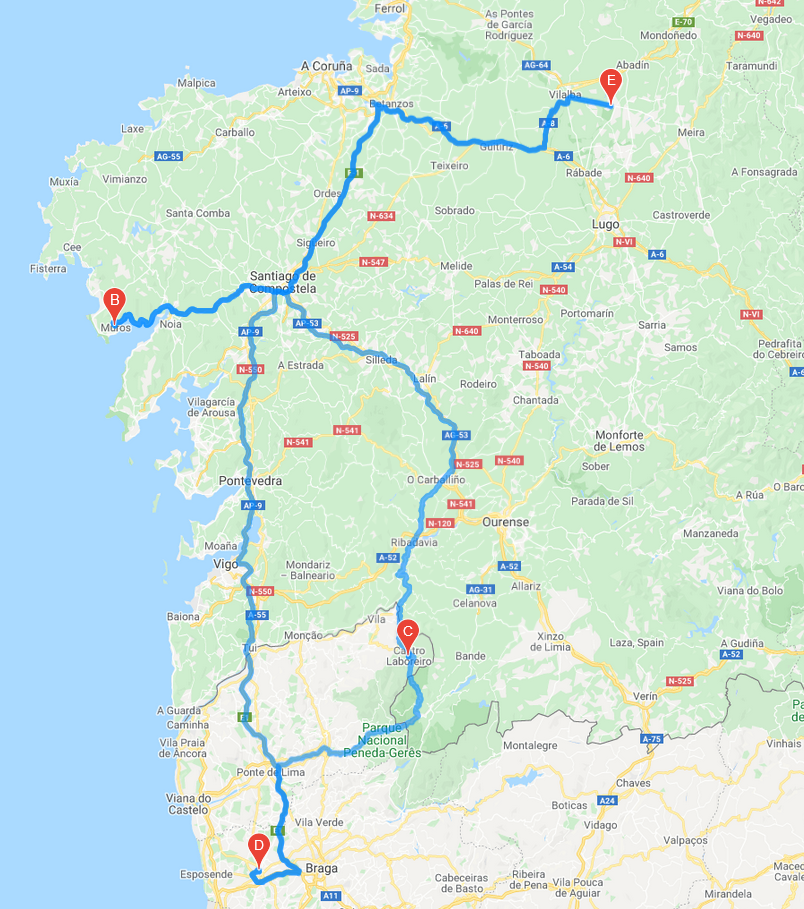 Ferrol
N-642
As Pontes
de García
Rodríguez
E-70
Vegadeo
Mondoñedo
N-640
A Coruña
Sada
AG-64
Abadín
Taramundi
E
Malpica
Arteixo
AP-9
Betanzos
Vilalba
Laxe
Carballo
A-8
Meira
Guitiriz
A-6
AG-55
Teixeiro
Rábade
A Fonsagrada
Muxía
Vimianzo
Ordes
N-640
Santa Comba
N-634
Sobrado
Castroverde
Lugo
Cee
Sigüeiro
N-VI
A-6
Fisterra
N-547
Melide
A-54
Santiago de
Compostela
Palas de Rei
N-540
B
Muros
Noia
AP-9
AP-53
Monterroso
Portomarín
N-VI
N-525
N-640
Sarria
Samos
Pedrafita
do Cebreiro
Silleda
Taboada
N-540
A Estrada
N-550
Lalín
Rodeiro
Vilagarcía
de Arousa
Chantada
N-541
N-541
AG-53
Monforte
de Lemos
N-525
N-540
Sober
Pontevedra
O Carballiño
A Rúa
AP-9
N-541
Parada de Sil
N-120
Ourense
Moaña
Ribadavia
Manzaneda
Vigo
Mondariz
– Balneario
A-52
A-52
N-550
AG-31
Allariz
Viana do Bolo
Baiona
A-55
Celanova
Vila
C
Monção
Tui
Castro
Laboreiro
Bande
Xinzo
de Limia
Laza, Spain
A Gudiña
A-52
N-525
Verín
A Guarda
Caminha
Parque
Nacional
Peneda-Gerês
A-75
Vila Praia
de Âncora
Montalegre
Vinhais
Ponte de Lima
Chaves
Viana do
Castelo
A24
Boticas
Vila Verde
Vidago
D
Valpaços
Esposende
Braga
Cabeceiras
de Basto
Ribeira
de Pena
Vila Pouca
de Aguiar
Mirandela
A11